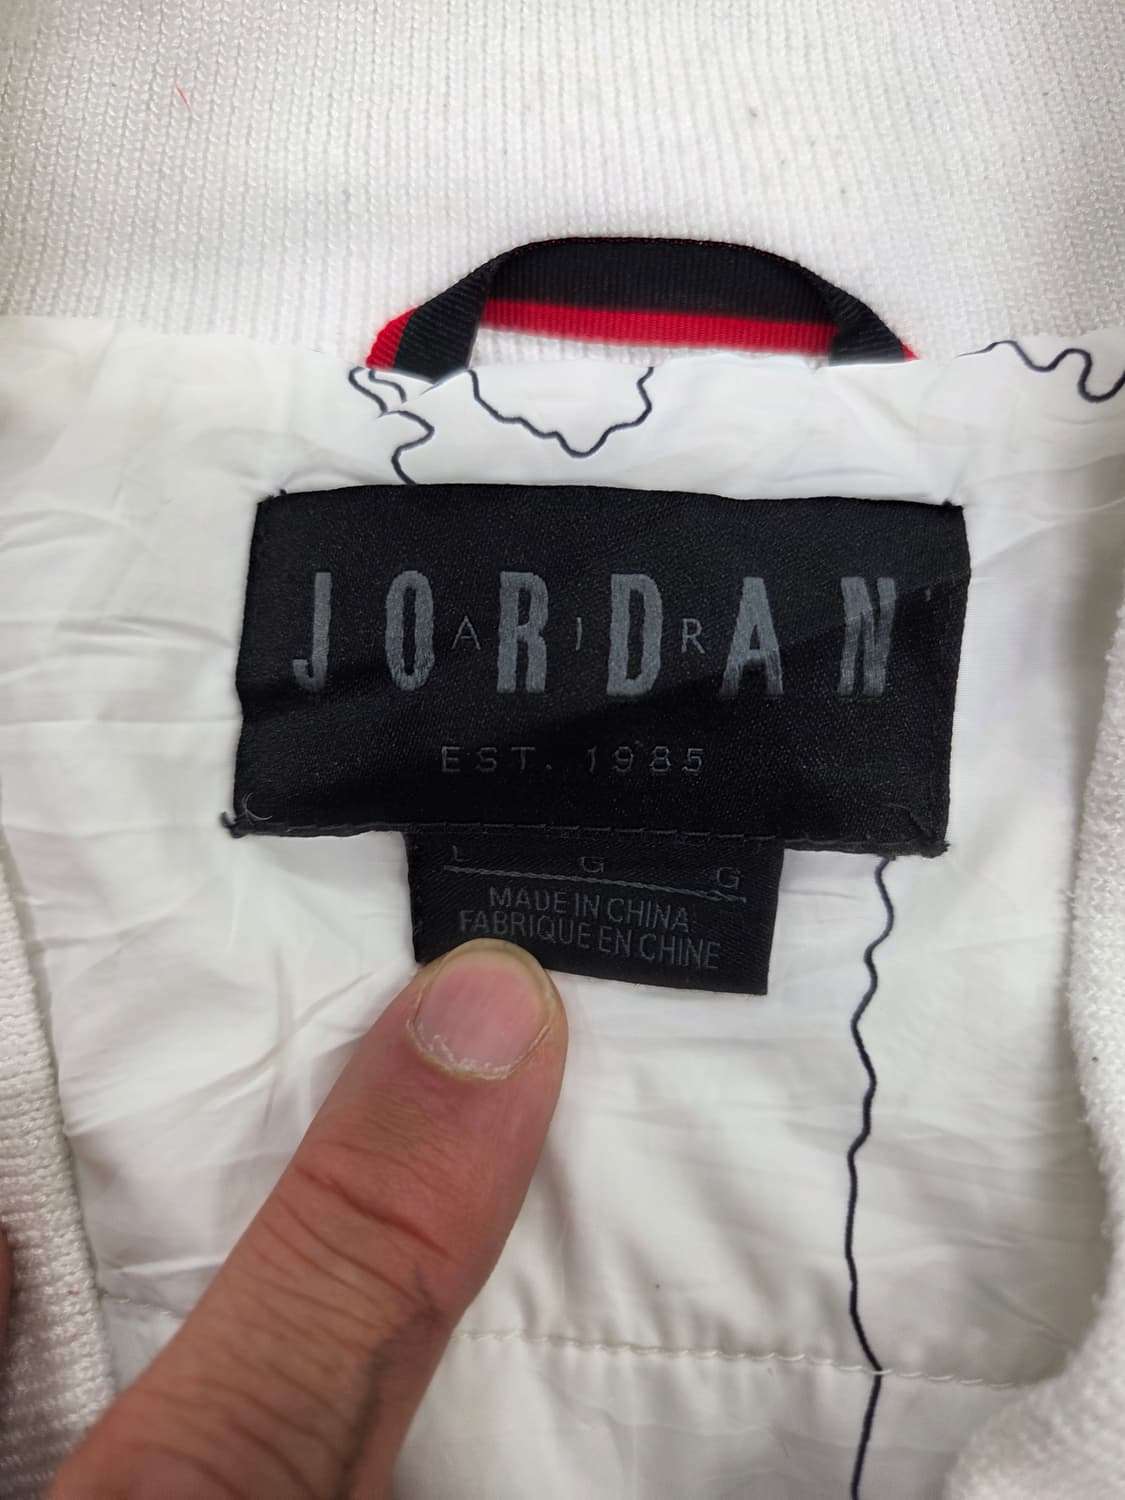 JORDAN
AIR
EST. 1985
L G G
MADE IN CHINA
FABRIQUE EN CHINE